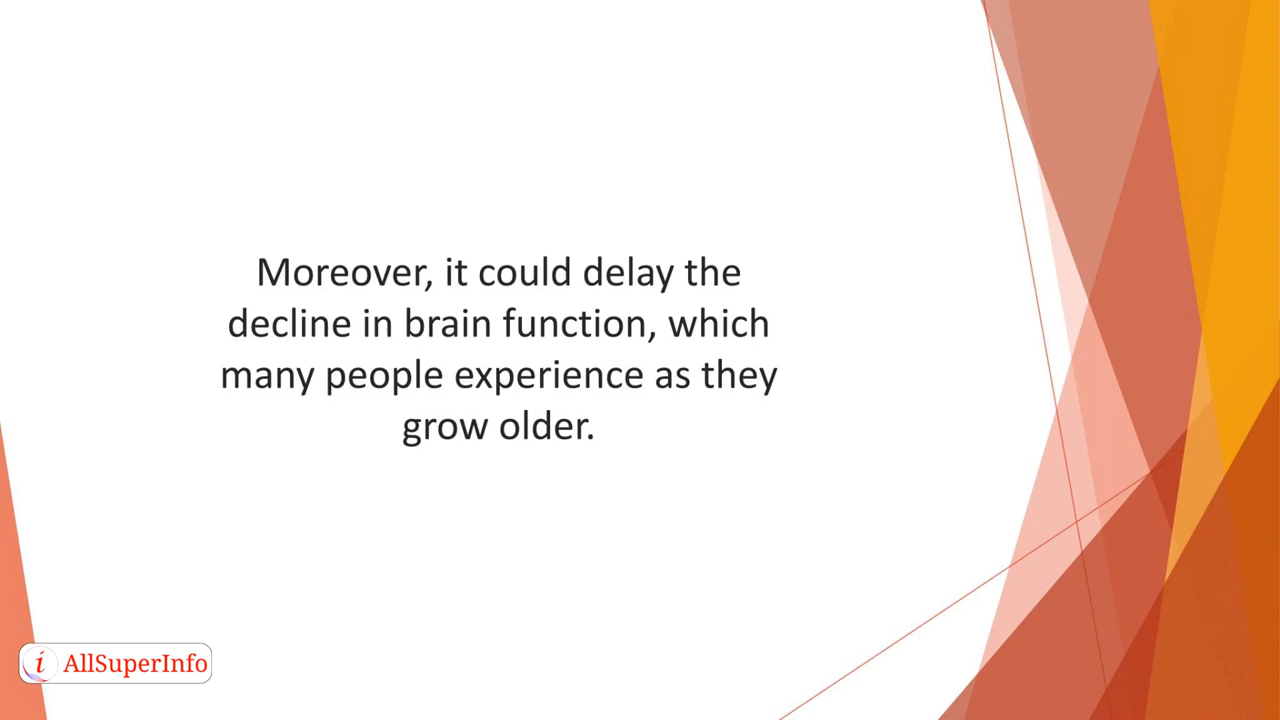 Moreover, it could delay the
decline in brain function, which
many people experience as they
grow older.
i AllSuperInfo